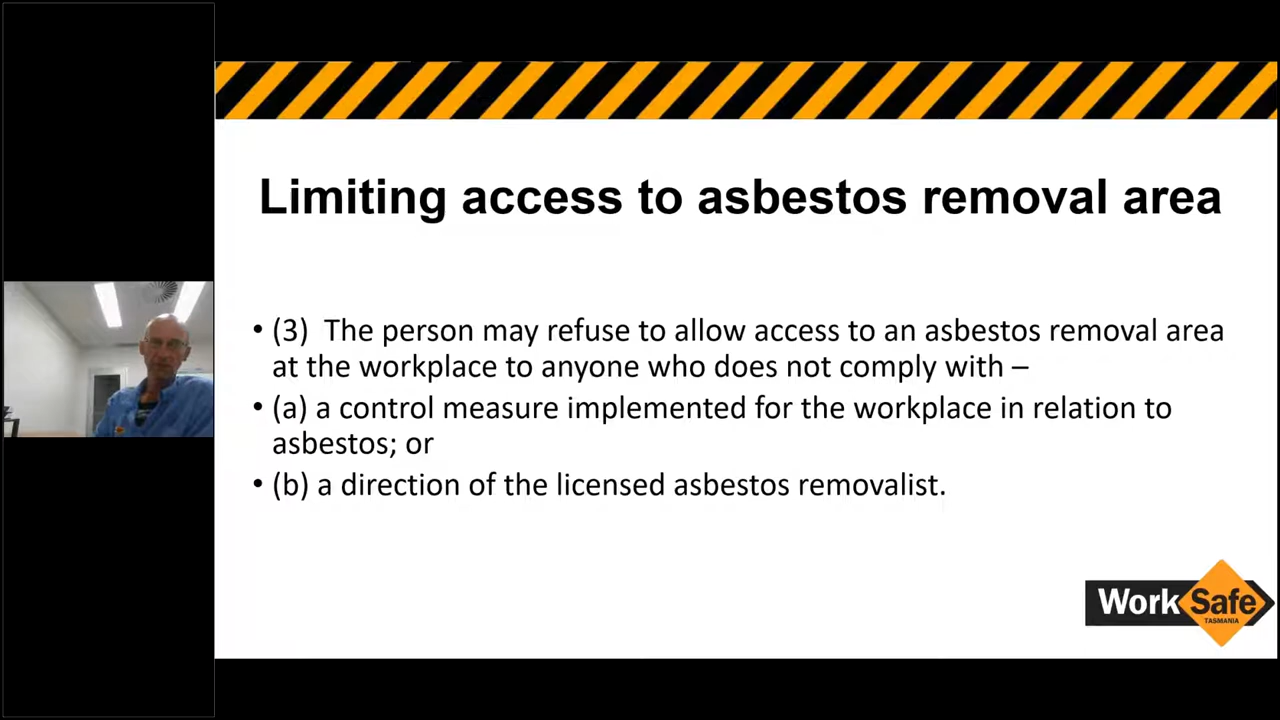 Limiting access to asbestos removal area
• (3) The person may refuse to allow access to an asbestos removal area
at the workplace to anyone who does not comply with –
• (a) a control measure implemented for the workplace in relation to
asbestos; or
• (b) a direction of the licensed asbestos removalist.
WorkSafe
TASMANIA